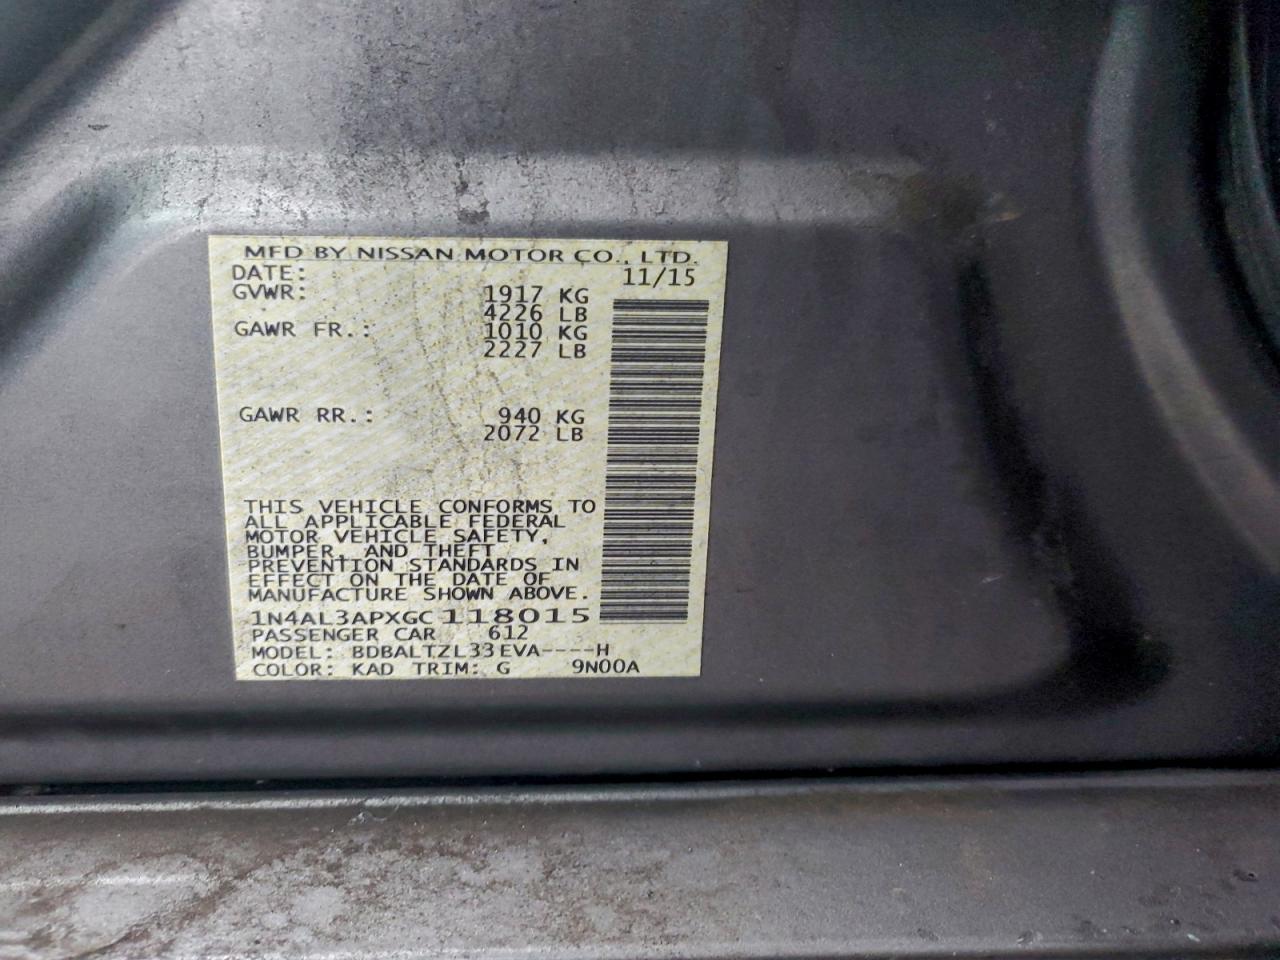 MFD BY NISSAN MOTOR CO., LTD.
DATE: 11/15
GVWR: 1917 KG
4226 LB
GAWR FR.: 1010 KG
2227 LB
GAWR RR.: 940 KG
2072 LB
THIS VEHICLE CONFORMS TO
ALL APPLICABLE FEDERAL
MOTOR VEHICLE SAFETY,
BUMPER, AND THEFT
PREVENTION STANDARDS IN
EFFECT ON THE DATE OF
MANUFACTURE SHOWN ABOVE.
1N4AL3APXGC118015
PASSENGER CAR 612
MODEL: BDBALTZL33EVA----H
COLOR: KAD TRIM: G 9N00A